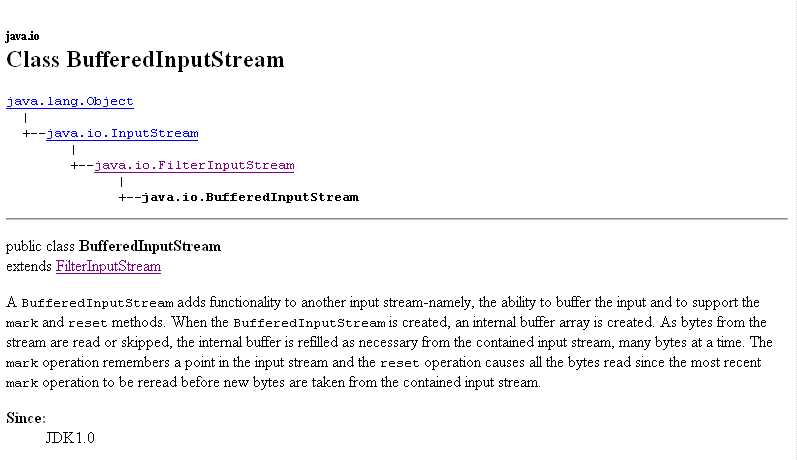 java.io
Class BufferedInputStream
java.lang.Object
|
+--java.io.InputStream
|
+--java.io.FilterInputStream
|
+--java.io.BufferedInputStream
public class BufferedInputStream
extends FilterInputStream
A BufferedInputStream adds functionality to another input stream-namely, the ability to buffer the input and to support the
mark and reset methods. When the BufferedInputStream is created, an internal buffer array is created. As bytes from the
stream are read or skipped, the internal buffer is refilled as necessary from the contained input stream, many bytes at a time. The
mark operation remembers a point in the input stream and the reset operation causes all the bytes read since the most recent
mark operation to be reread before new bytes are taken from the contained input stream.
Since:
JDK1.0